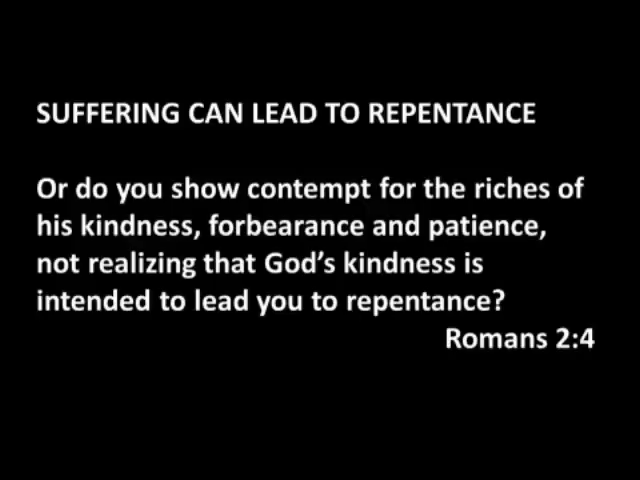 SUFFERING CAN LEAD TO REPENTANCE
Or do you show contempt for the riches of
his kindness, forbearance and patience,
not realizing that God’s kindness is
intended to lead you to repentance?
Romans 2:4